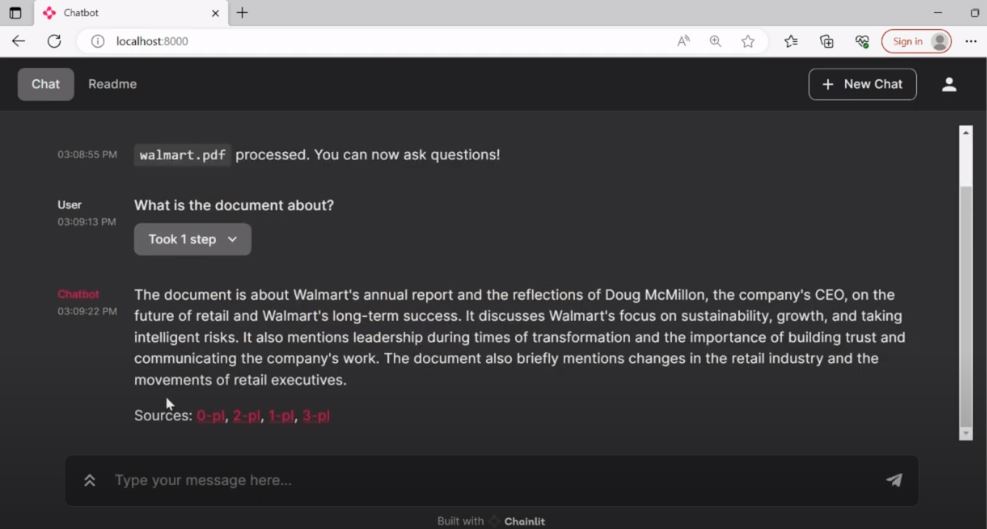 Chatbot
localhost:8000
Sign in
Chat
Readme
+ New Chat
03:08:55 PM
walmart.pdf processed. You can now ask questions!
User
What is the document about?
03:09:13 PM
Took 1 step
Chatbot
The document is about Walmart's annual report and the reflections of Doug McMillon, the company's CEO, on the
03:09:22 PM
future of retail and Walmart's long-term success. It discusses Walmart's focus on sustainability, growth, and taking
intelligent risks. It also mentions leadership during times of transformation and the importance of building trust and
communicating the company's work. The document also briefly mentions changes in the retail industry and the
movements of retail executives.
Sources: 0-pl, 2-pl, 1-pl, 3-pl
Type your message here...
Built with Chainlit